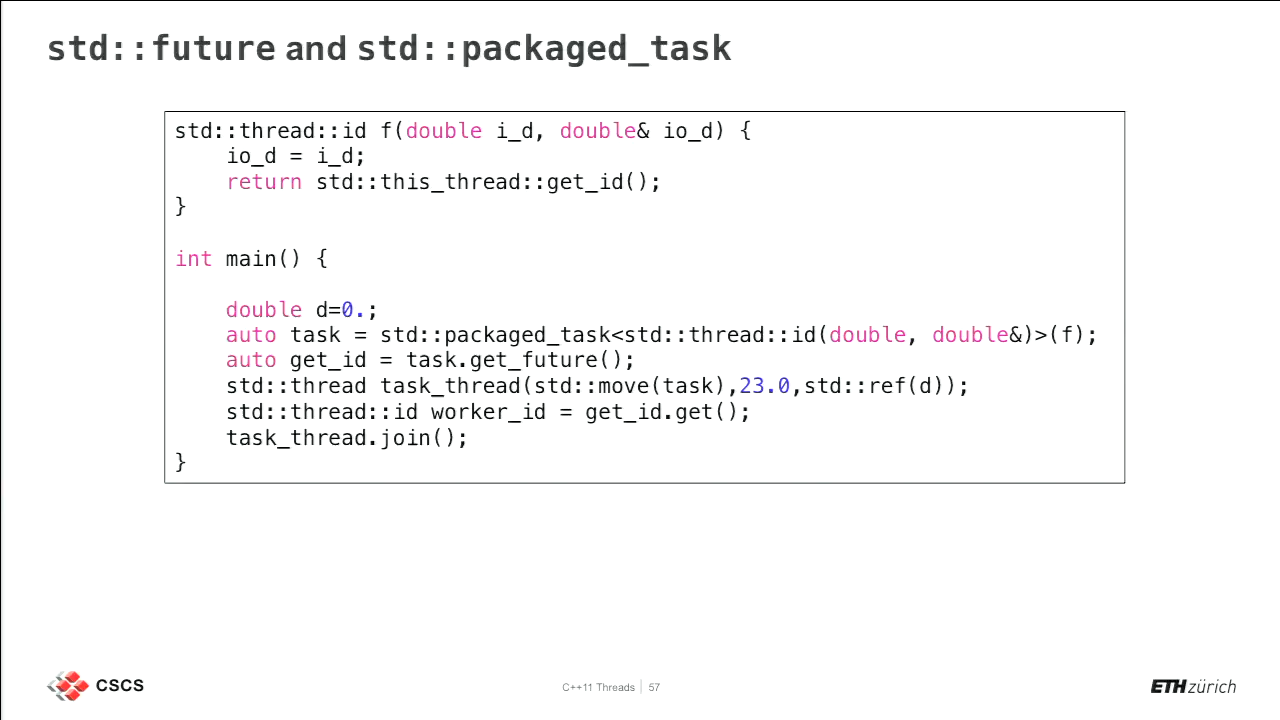 std::future and std::packaged_task
std::thread::id f(double i_d, double& io_d) {
    io_d = i_d;
    return std::this_thread::get_id();
}
int main() {
    double d=0.;
    auto task = std::packaged_task<std::thread::id(double, double&)>(f);
    auto get_id = task.get_future();
    std::thread task_thread(std::move(task),23.0,std::ref(d));
    std::thread::id worker_id = get_id.get();
    task_thread.join();
}
CSCS
C++11 Threads | 57
ETH zürich